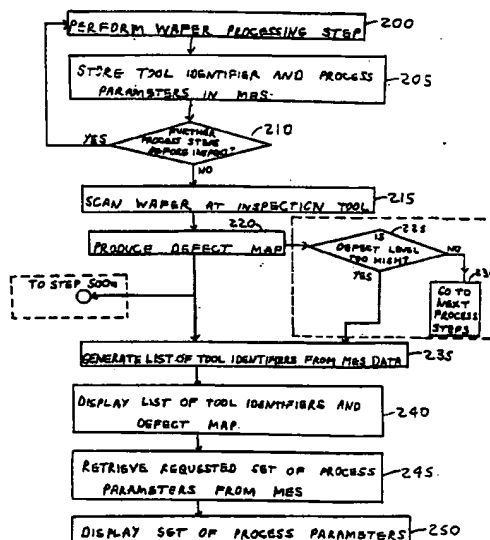 PERFORM WAFER PROCESSING STEP
200
STORE TOOL IDENTIFIER AND PROCESS
PARAMETERS IN MES.
205
FURTHER
PROCESS STEPS
BEFORE INSPECT?
210
YES
NO
SCAN WAFER AT INSPECTION TOOL
215
220
PRODUCE DEFECT MAP
IS
DEFECT LEVEL
TOO HIGH?
225
NO
YES
GO TO
NEXT
PROCESS
STEPS
TO STEP 500a
GENERATE LIST OF TOOL IDENTIFIERS FROM MES DATA
235
DISPLAY LIST OF TOOL IDENTIFIERS AND
DEFECT MAP.
240
RETRIEVE REQUESTED SET OF PROCESS
PARAMETERS FROM MES
245
DISPLAY SET OF PROCESS PARAMETERS
250